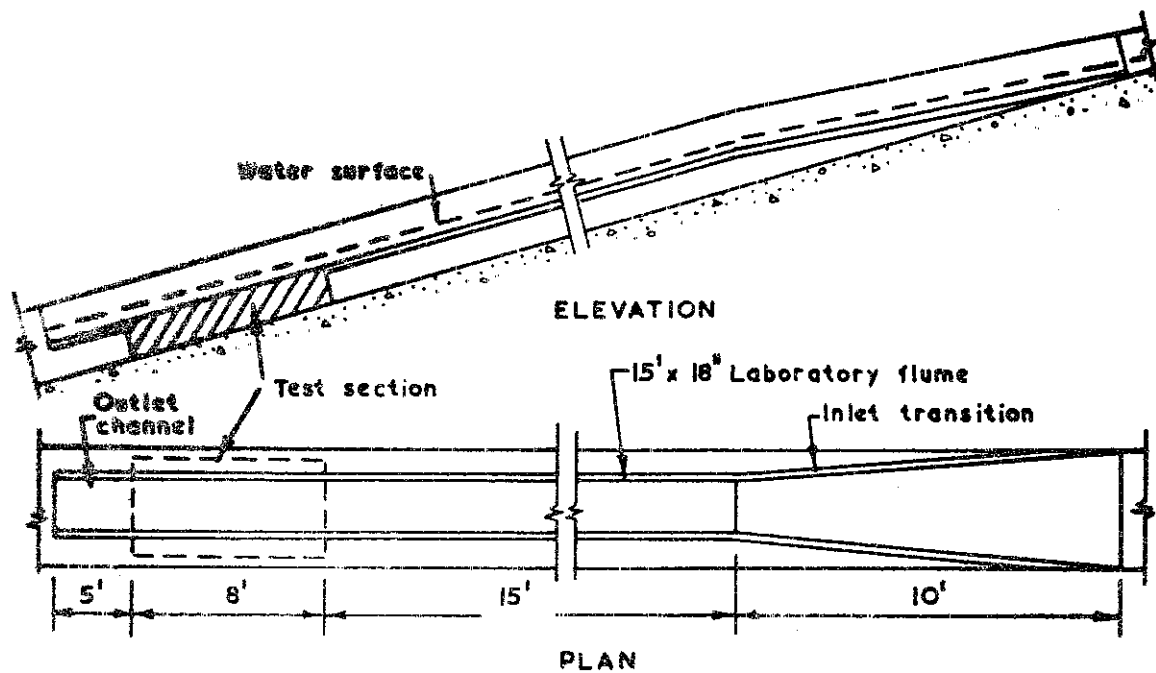 Water surface
ELEVATION
Test section
15' x 18" Laboratory flume
Inlet transition
Outlet
channel
5'
8'
15'
10'
PLAN